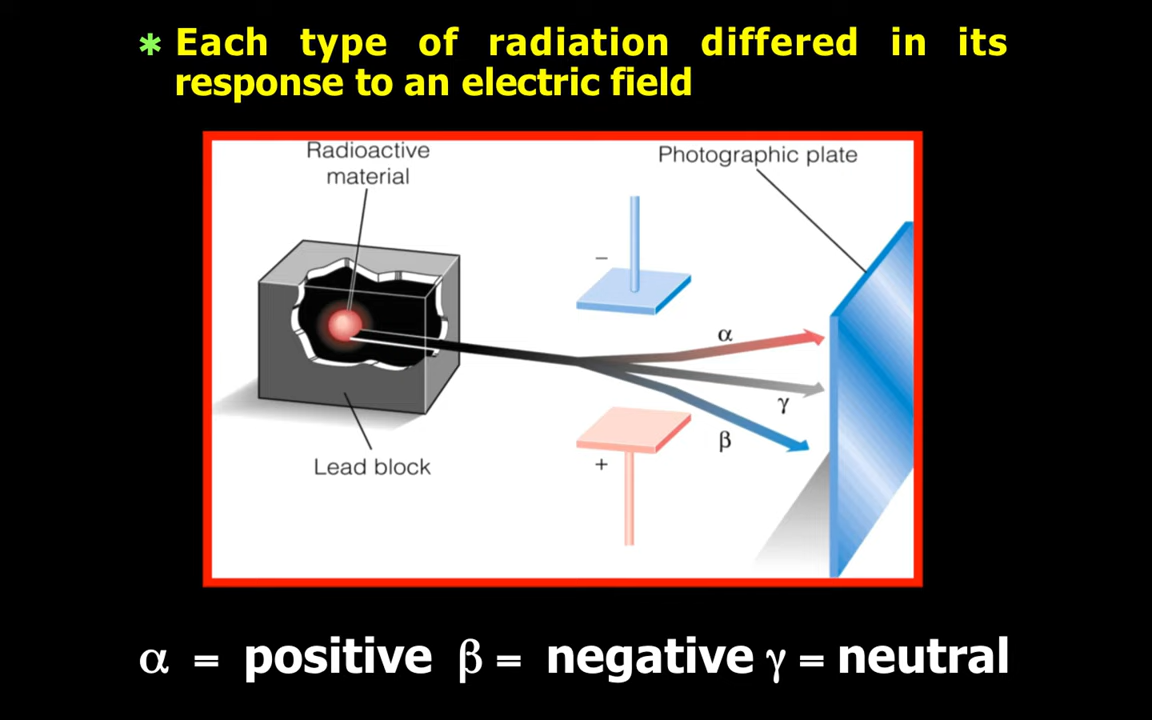 ✱ Each type of radiation differed in its
response to an electric field
Radioactive
material
Photographic plate
−
α
γ
β
+
Lead block
α = positive β = negative γ = neutral